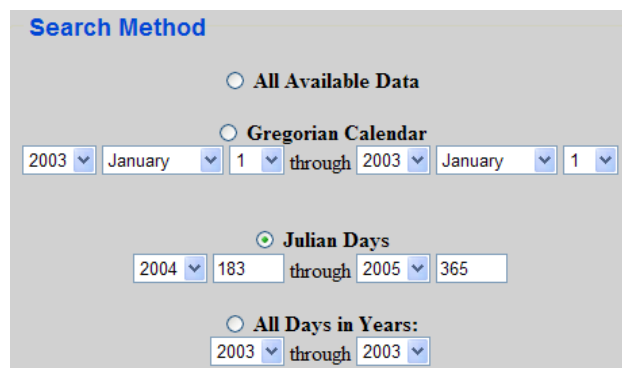 Search Method
All Available Data
Gregorian Calendar
2003 January 1 through 2003 January 1
Julian Days
2004 183 through 2005 365
All Days in Years:
2003 through 2003